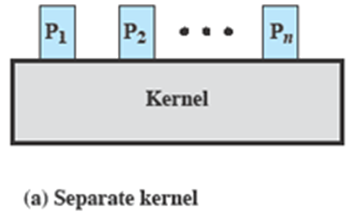 P1 P2 • • • Pn
Kernel
(a) Separate kernel